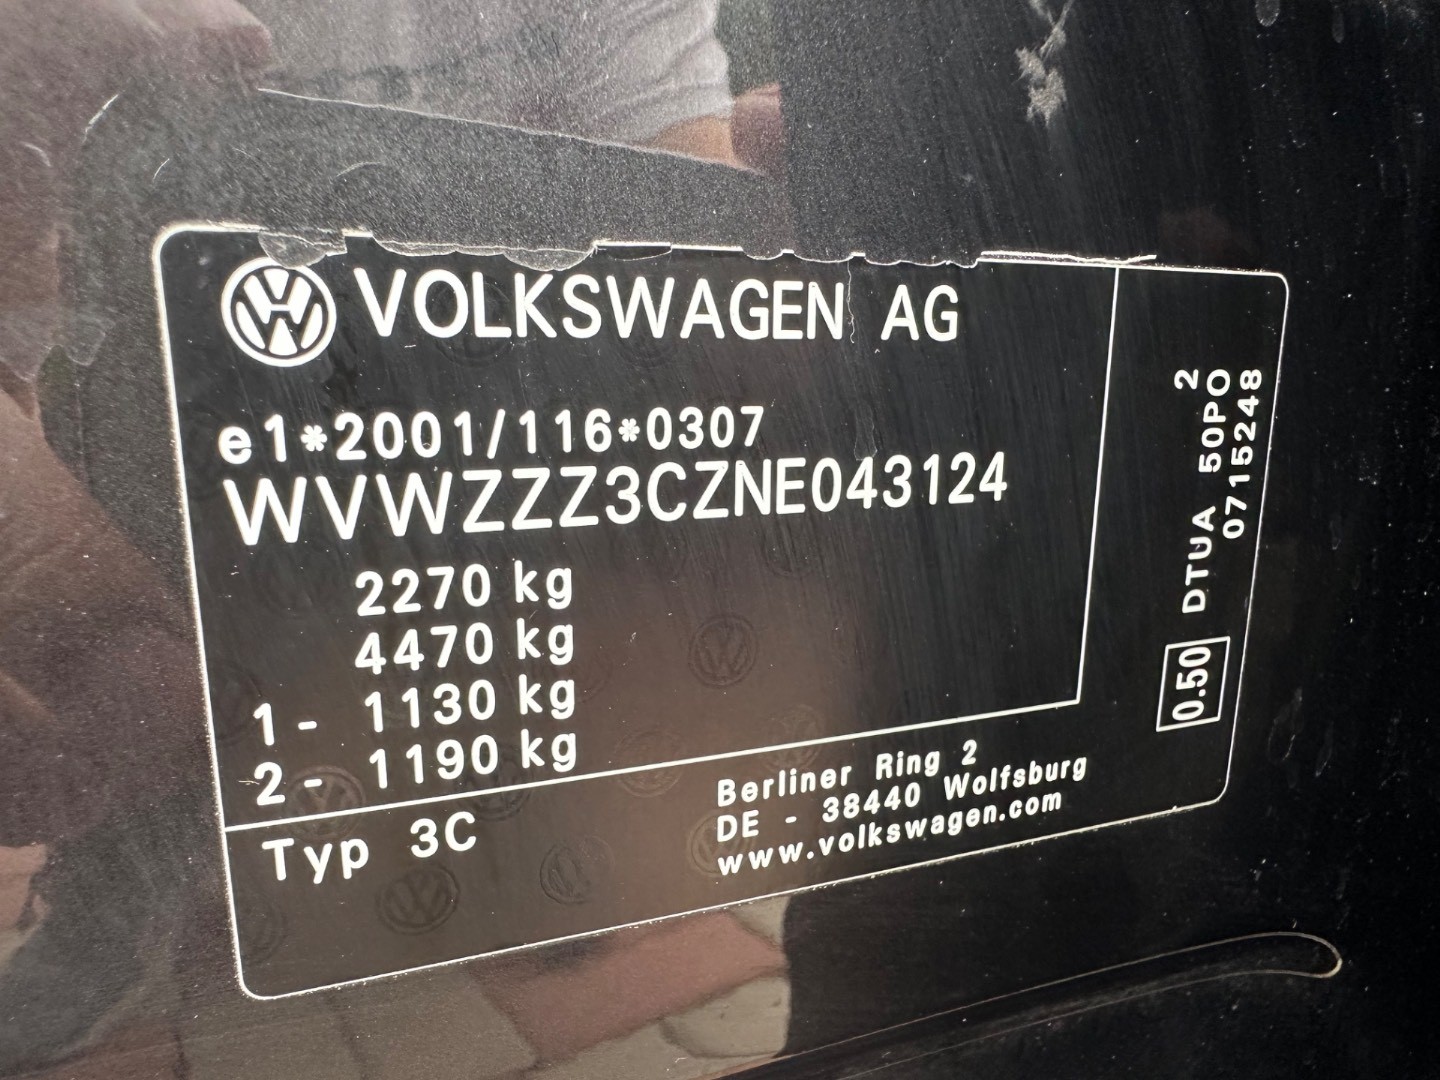 VOLKSWAGEN AG
e1*2001/116*0307
WVWZZZ3CZNE043124
2270 kg
4470 kg
1 - 1130 kg
2 - 1190 kg
Typ 3C
Berliner Ring 2
DE - 38440 Wolfsburg
www.volkswagen.com
0.50 DTUA 50PO 2
0715248